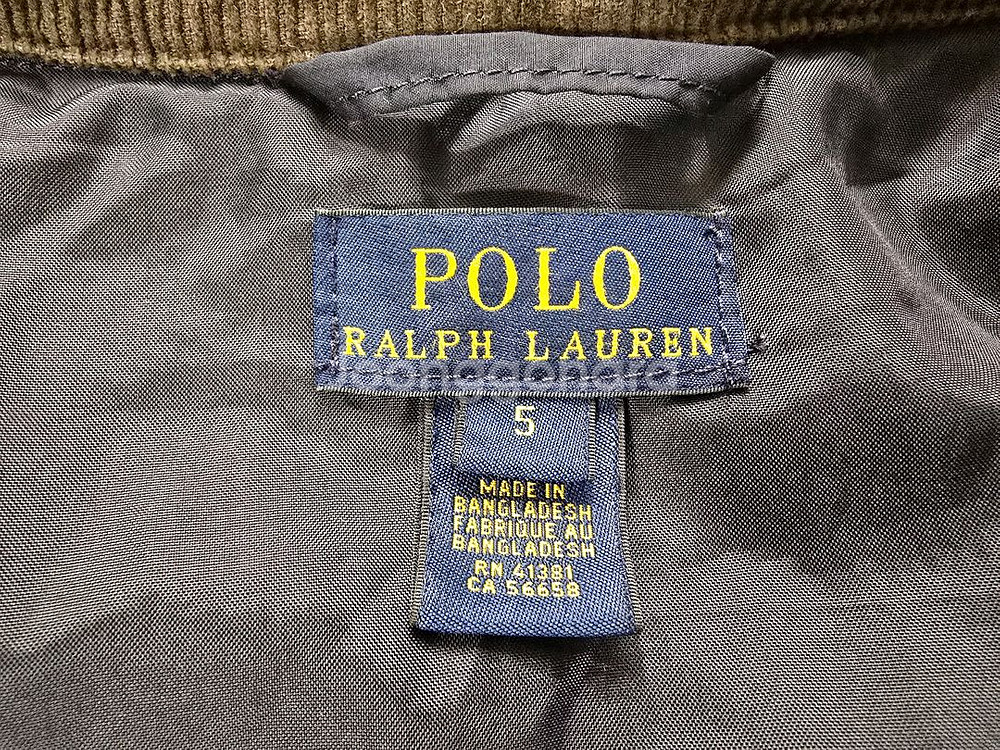 POLO
RALPH LAUREN
5
MADE IN
BANGLADESH
FABRIQUE AU
BANGLADESH
RN 41381
CA 56658